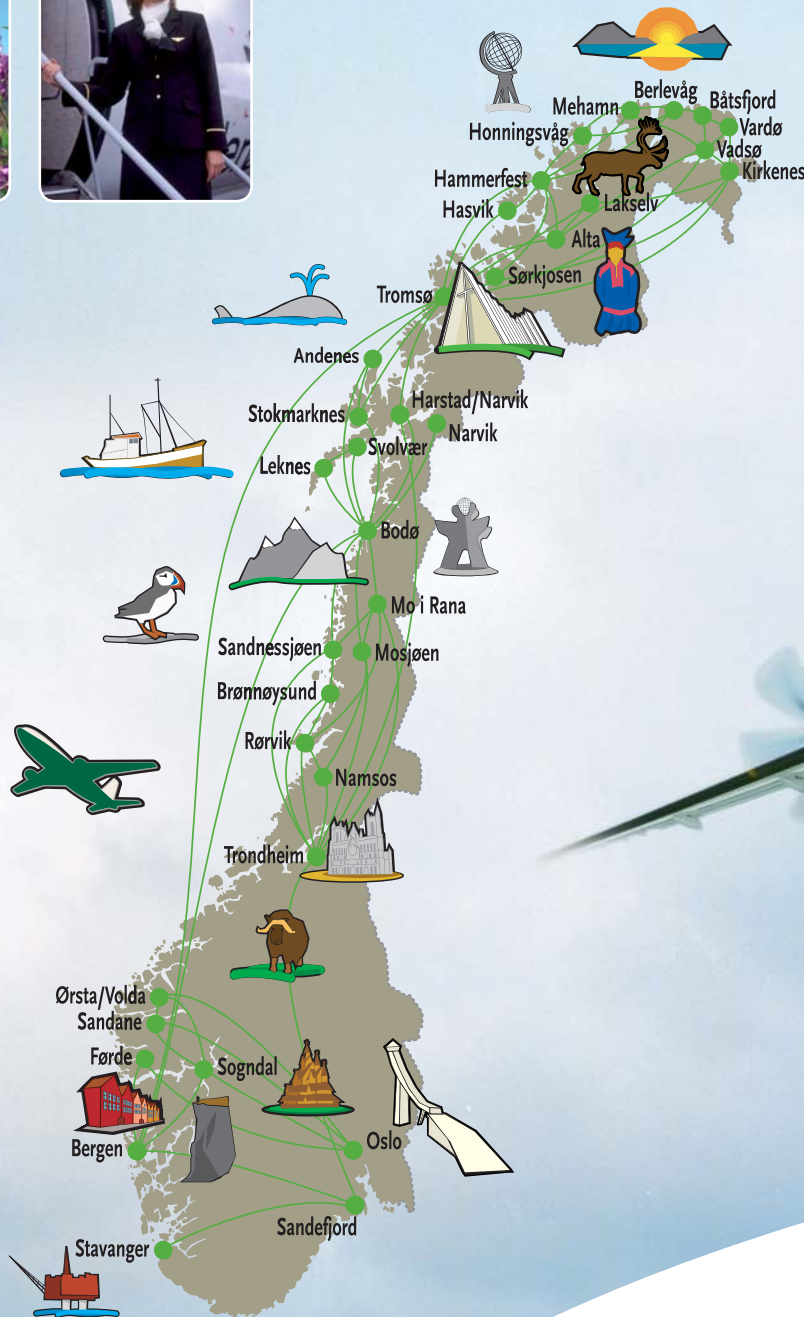 Berlevåg
Mehamn
Båtsfjord
Honningsvåg
Vardø
Vadsø
Kirkenes
Hammerfest
Hasvik
Lakselv
Alta
Sørkjosen
Tromsø
Andenes
Stokmarknes
Harstad/Narvik
Narvik
Svolvær
Leknes
Bodø
Mo i Rana
Sandnessjøen
Mosjøen
Brønnøysund
Rørvik
Namsos
Trondheim
Ørsta/Volda
Sandane
Førde
Sogndal
Bergen
Oslo
Sandefjord
Stavanger